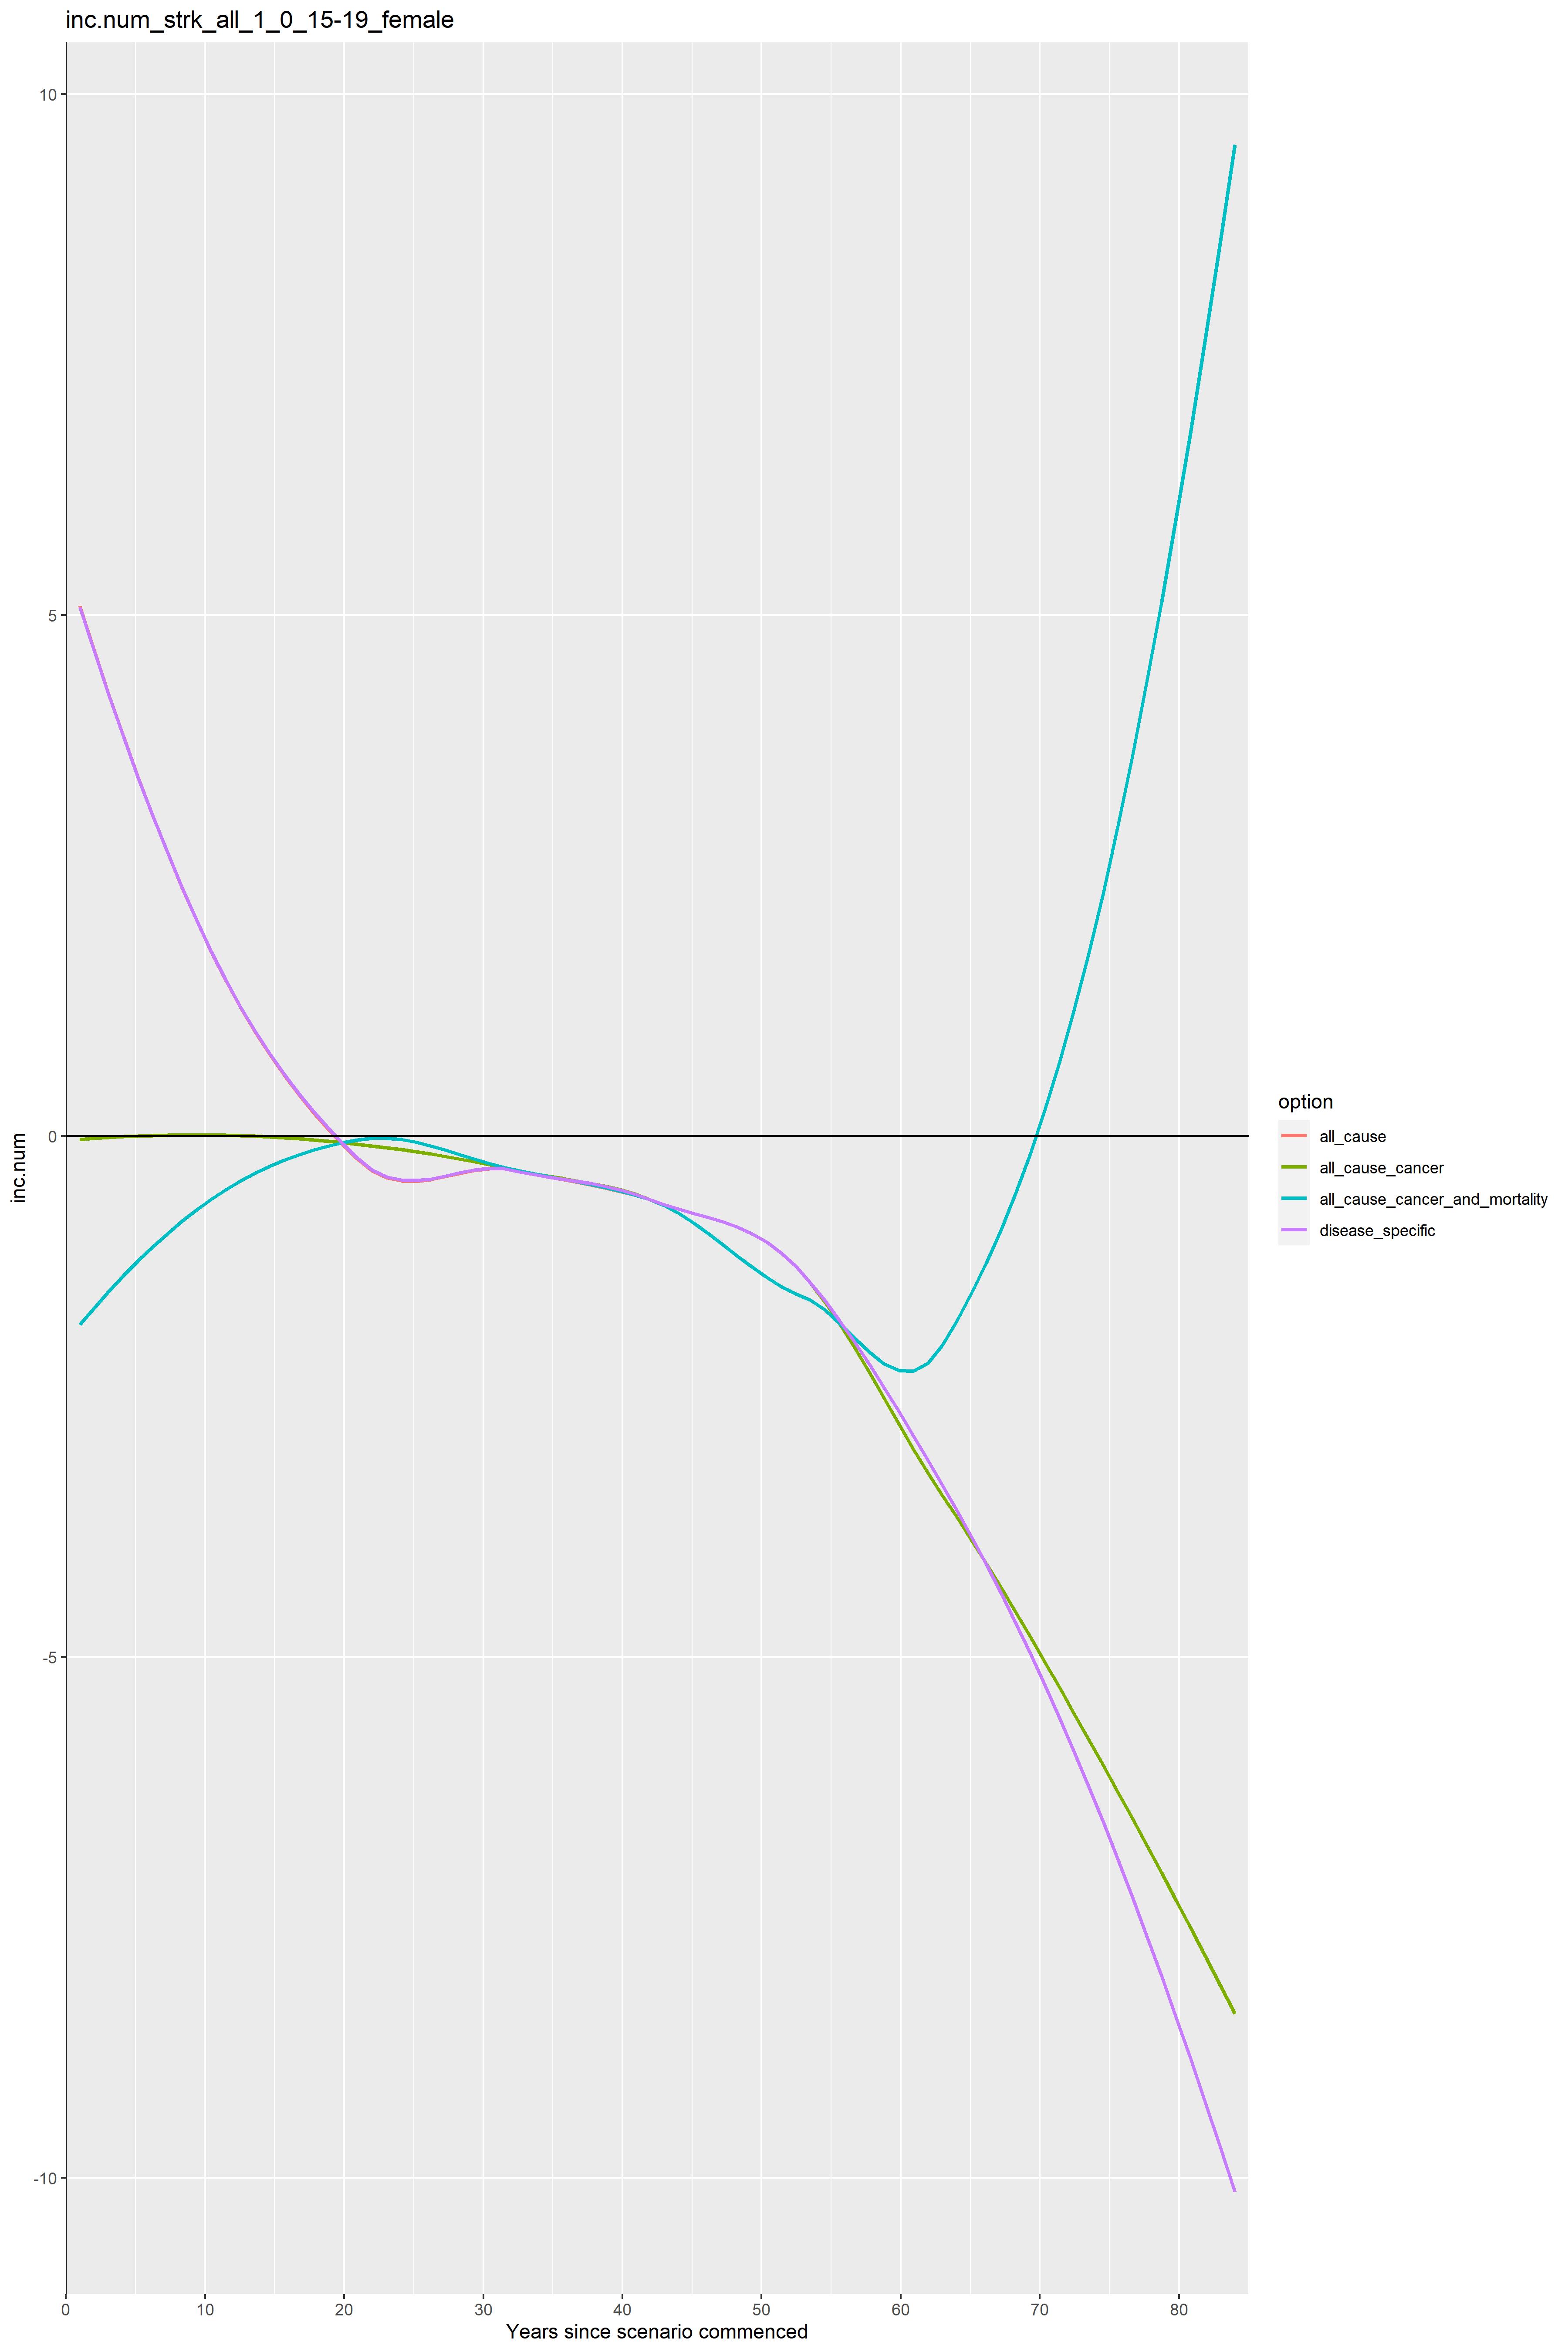 inc.num_strk_all_1_0_15-19_female
10
5
0
-5
-10
inc.num
0 10 20 30 40 50 60 70 80
Years since scenario commenced
option
all_cause
all_cause_cancer
all_cause_cancer_and_mortality
disease_specific